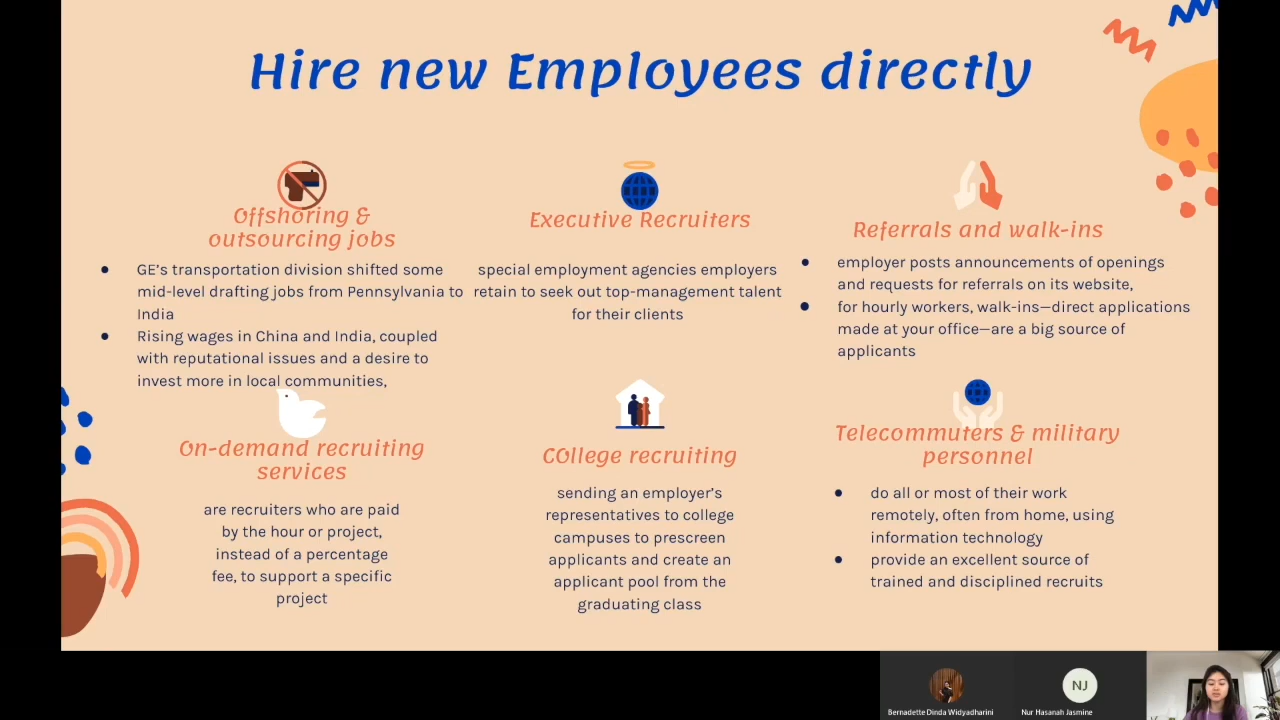 Hire new Employees directly
Offshoring &
outsourcing jobs
GE's transportation division shifted some
mid-level drafting jobs from Pennsylvania to
India
Rising wages in China and India, coupled
with reputational issues and a desire to
invest more in local communities,
Executive Recruiters
special employment agencies employers
retain to seek out top-management talent
for their clients
Referrals and walk-ins
employer posts announcements of openings
and requests for referrals on its website,
for hourly workers, walk-ins—direct applications
made at your office—are a big source of
applicants
On-demand recruiting
services
are recruiters who are paid
by the hour or project,
instead of a percentage
fee, to support a specific
project
COllege recruiting
sending an employer's
representatives to college
campuses to prescreen
applicants and create an
applicant pool from the
graduating class
Telecommuters & military
personnel
do all or most of their work
remotely, often from home, using
information technology
provide an excellent source of
trained and disciplined recruits
NJ
Bernadette Dinda Widyadharini
Nur Hasanah Jasmine